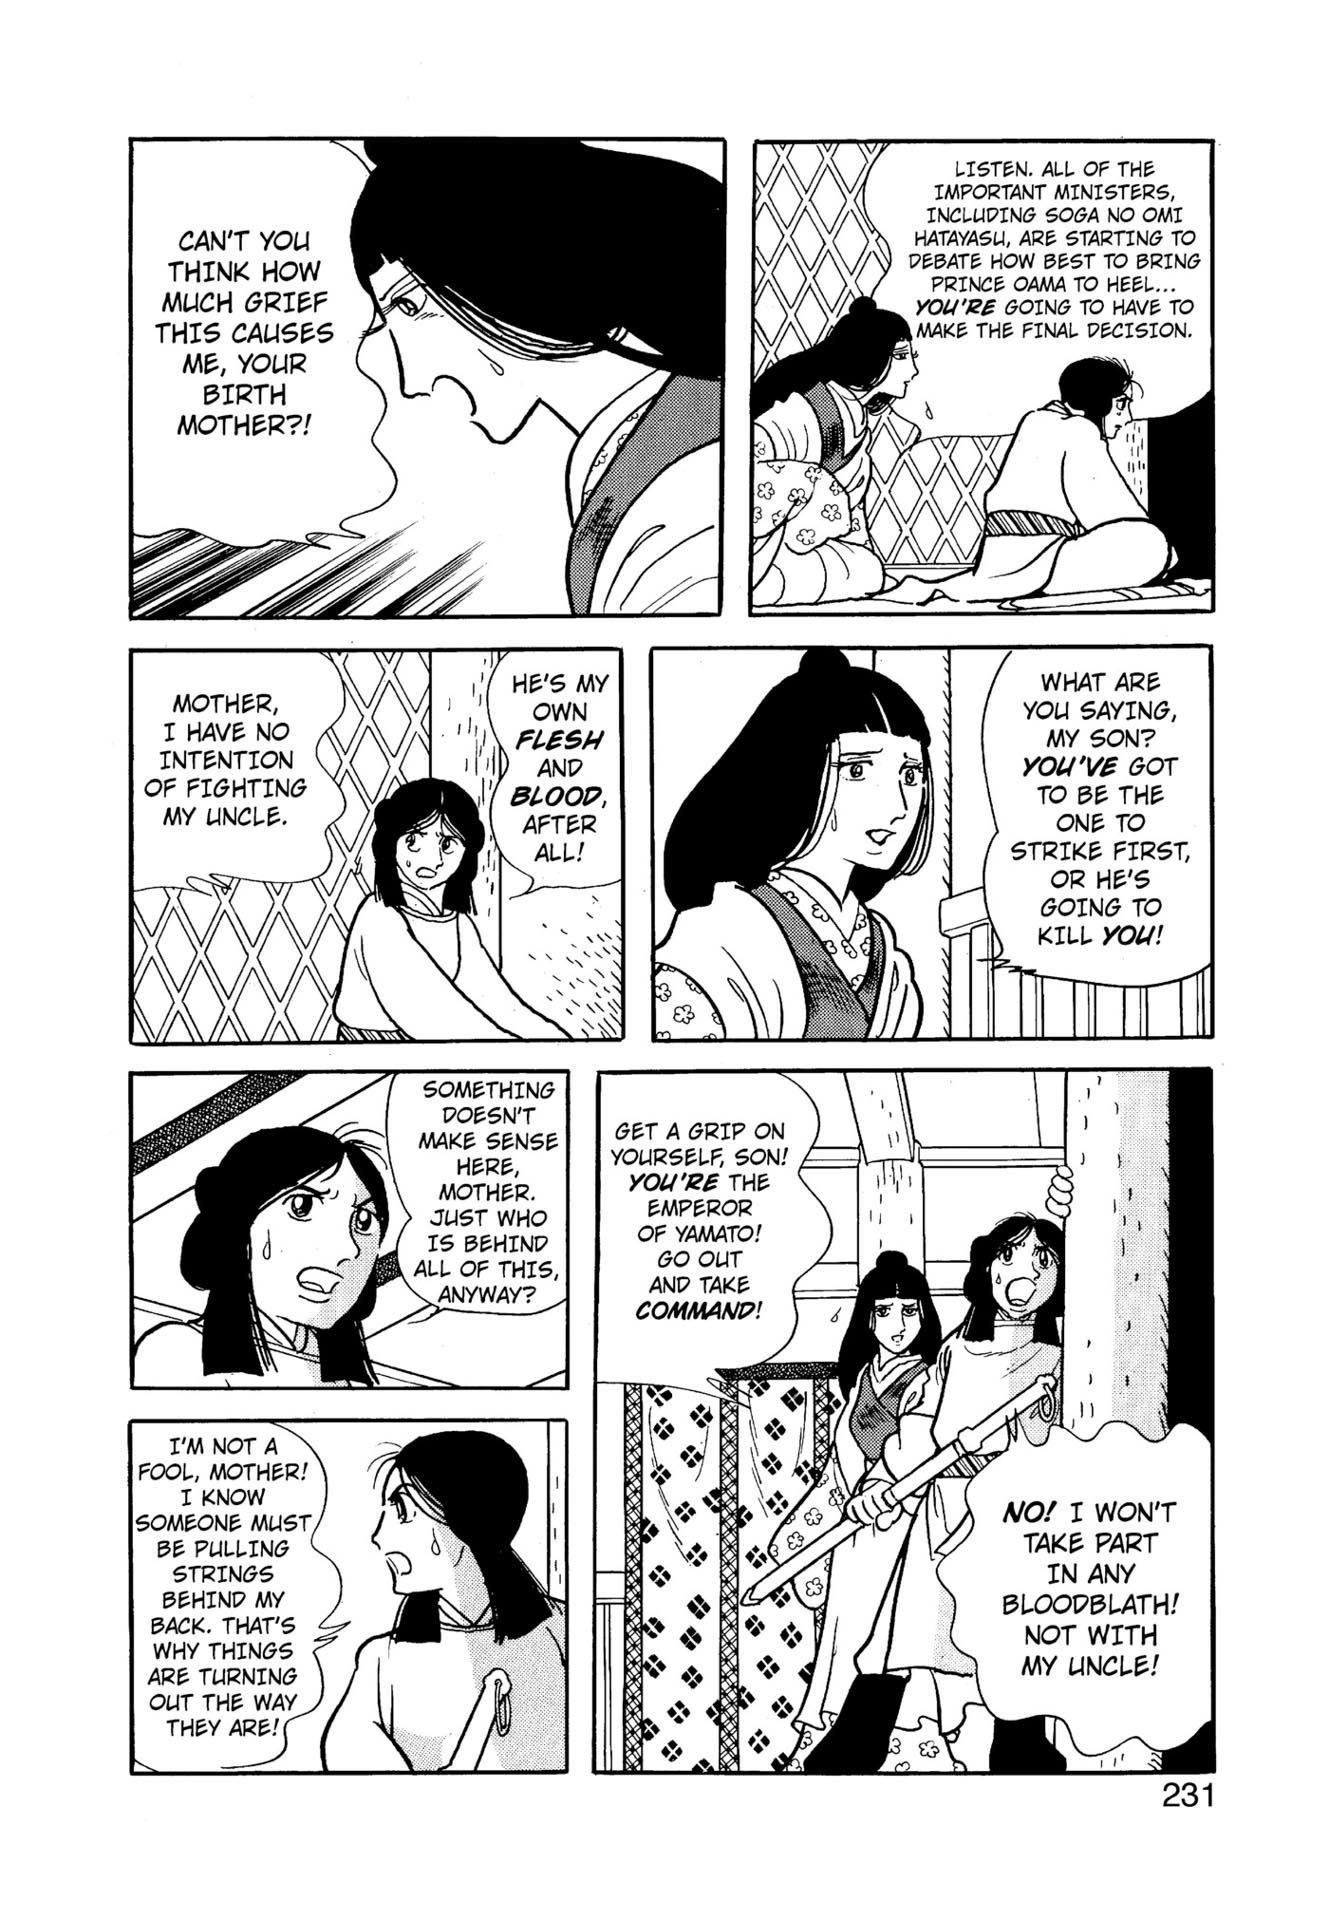 CAN'T YOU
THINK HOW
MUCH GRIEF
THIS CAUSES
ME, YOUR
BIRTH
MOTHER?!
LISTEN. ALL OF THE
IMPORTANT MINISTERS,
INCLUDING SOGA NO OMI
HATAYASU, ARE STARTING TO
DEBATE HOW BEST TO BRING
PRINCE OAMA TO HEEL...
YOU'RE GOING TO HAVE TO
MAKE THE FINAL DECISION.
MOTHER,
I HAVE NO
INTENTION
OF FIGHTING
MY UNCLE.
HE'S MY
OWN
FLESH
AND
BLOOD,
AFTER
ALL!
WHAT ARE
YOU SAYING,
MY SON?
YOU'VE GOT
TO BE THE
ONE TO
STRIKE FIRST,
OR HE'S
GOING TO
KILL YOU!
SOMETHING
DOESN'T
MAKE SENSE
HERE,
MOTHER.
JUST WHO
IS BEHIND
ALL OF THIS,
ANYWAY?
I'M NOT A
FOOL, MOTHER!
I KNOW
SOMEONE MUST
BE PULLING
STRINGS
BEHIND MY
BACK. THAT'S
WHY THINGS
ARE TURNING
OUT THE WAY
THEY ARE!
GET A GRIP ON
YOURSELF, SON!
YOU'RE THE
EMPEROR
OF YAMATO!
GO OUT
AND TAKE
COMMAND!
NO! I WON'T
TAKE PART
IN ANY
BLOODBLATH!
NOT WITH
MY UNCLE!
231